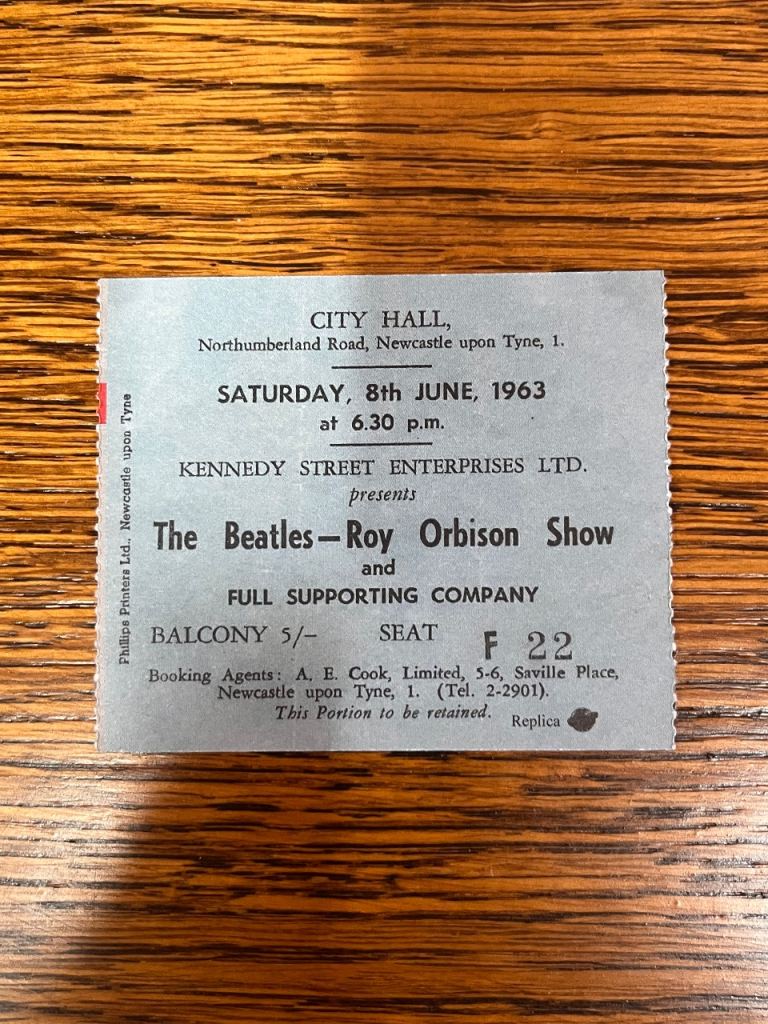 CITY HALL,
Northumberland Road, Newcastle upon Tyne, 1.
SATURDAY, 8th JUNE, 1963
at 6.30 p.m.
KENNEDY STREET ENTERPRISES LTD.
presents
The Beatles—Roy Orbison Show
and
FULL SUPPORTING COMPANY
BALCONY 5/- SEAT F 22
Booking Agents: A. E. Cook, Limited, 5-6, Saville Place,
Newcastle upon Tyne, 1. (Tel. 2-2901).
This Portion to be retained.
Replica
Phillips Printers Ltd., Newcastle upon Tyne